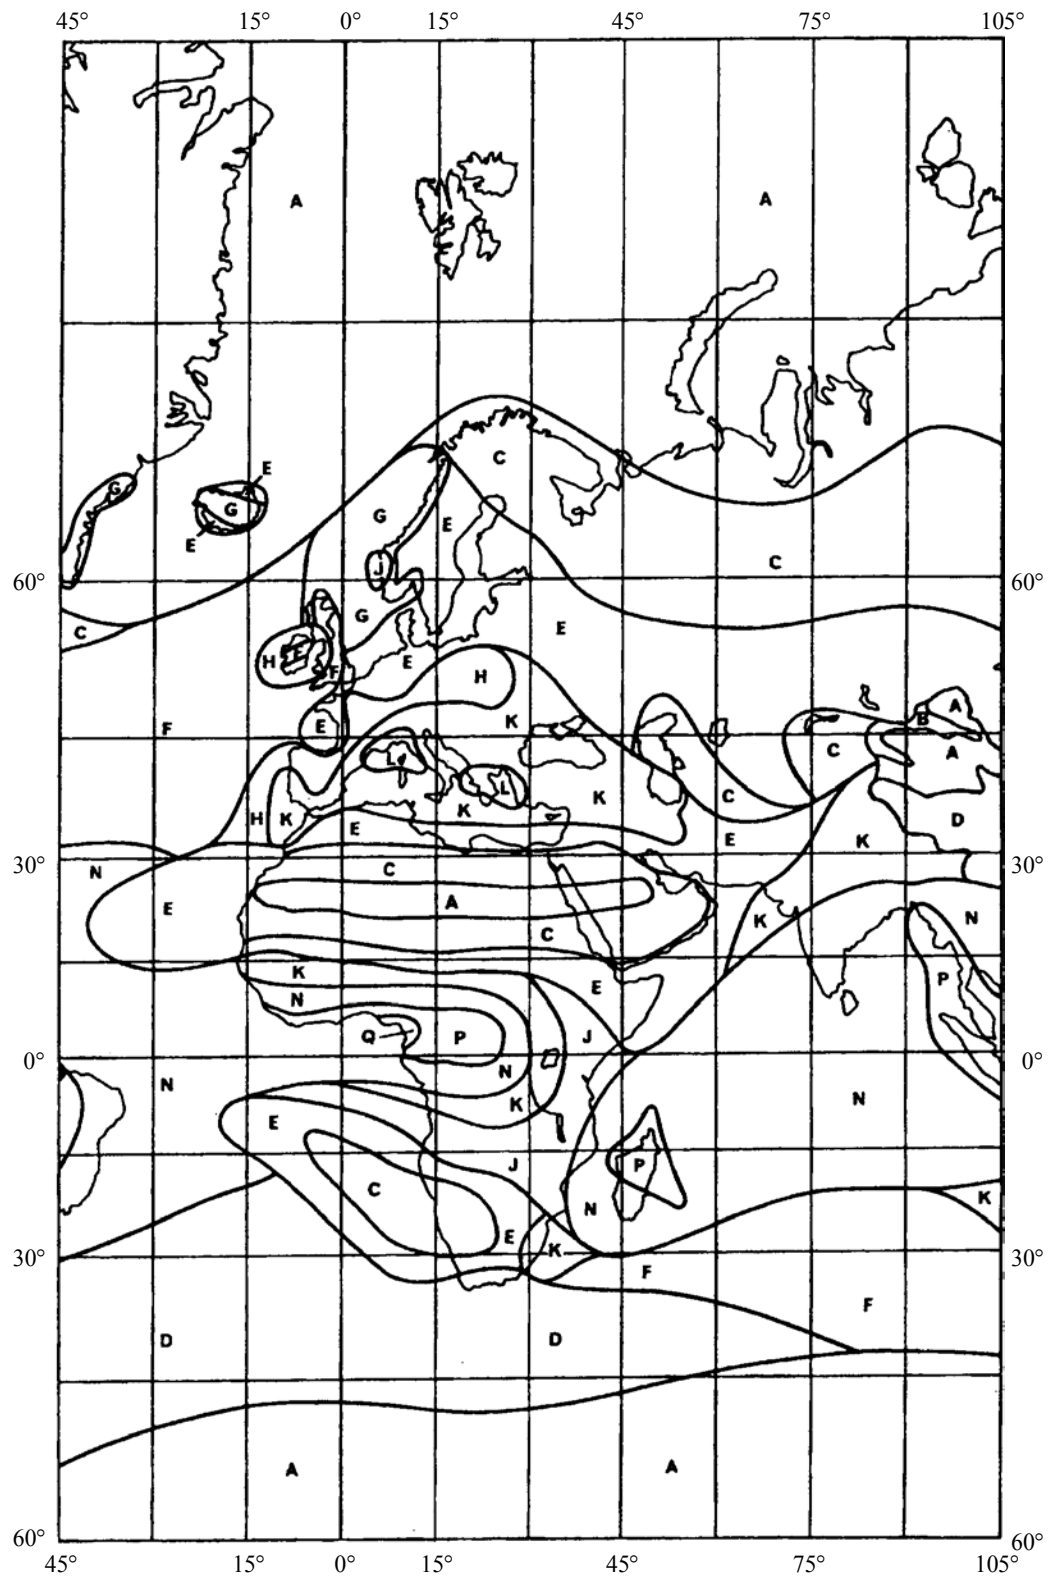 45° 15° 0° 15° 45° 75° 105°
A A
C
E
G G
G E
J
60° C 60°
G
C E
H E F E
H
A
F E K B
C A
L
L
K C
H K K D
E E K
30° C 30°
N
A
E K N
C
K P
E
N
Q P J
0° 0°
N N
N K
E
J P
C
N K
E
30° K 30°
F
F
D D
A A
60° 60°
45° 15° 0° 15° 45° 75° 105°